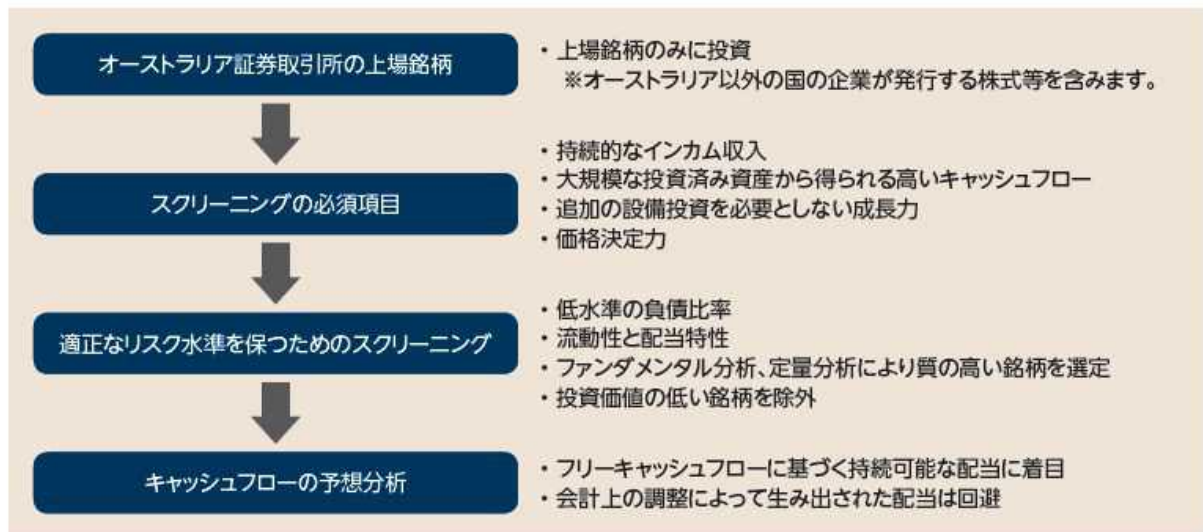 オーストラリア証券取引所の上場銘柄
・上場銘柄のみに投資
※オーストラリア以外の国の企業が発行する株式等を含みます。
スクリーニングの必須項目
・持続的なインカム収入
・大規模な投資済み資産から得られる高いキャッシュフロー
・追加の設備投資を必要としない成長力
・価格決定力
適正なリスク水準を保つためのスクリーニング
・低水準の負債比率
・流動性と配当特性
・ファンダメンタル分析、定量分析により質の高い銘柄を選定
・投資価値の低い銘柄を除外
キャッシュフローの予想分析
・フリーキャッシュフローに基づく持続可能な配当に着目
・会計上の調整によって生み出された配当は回避